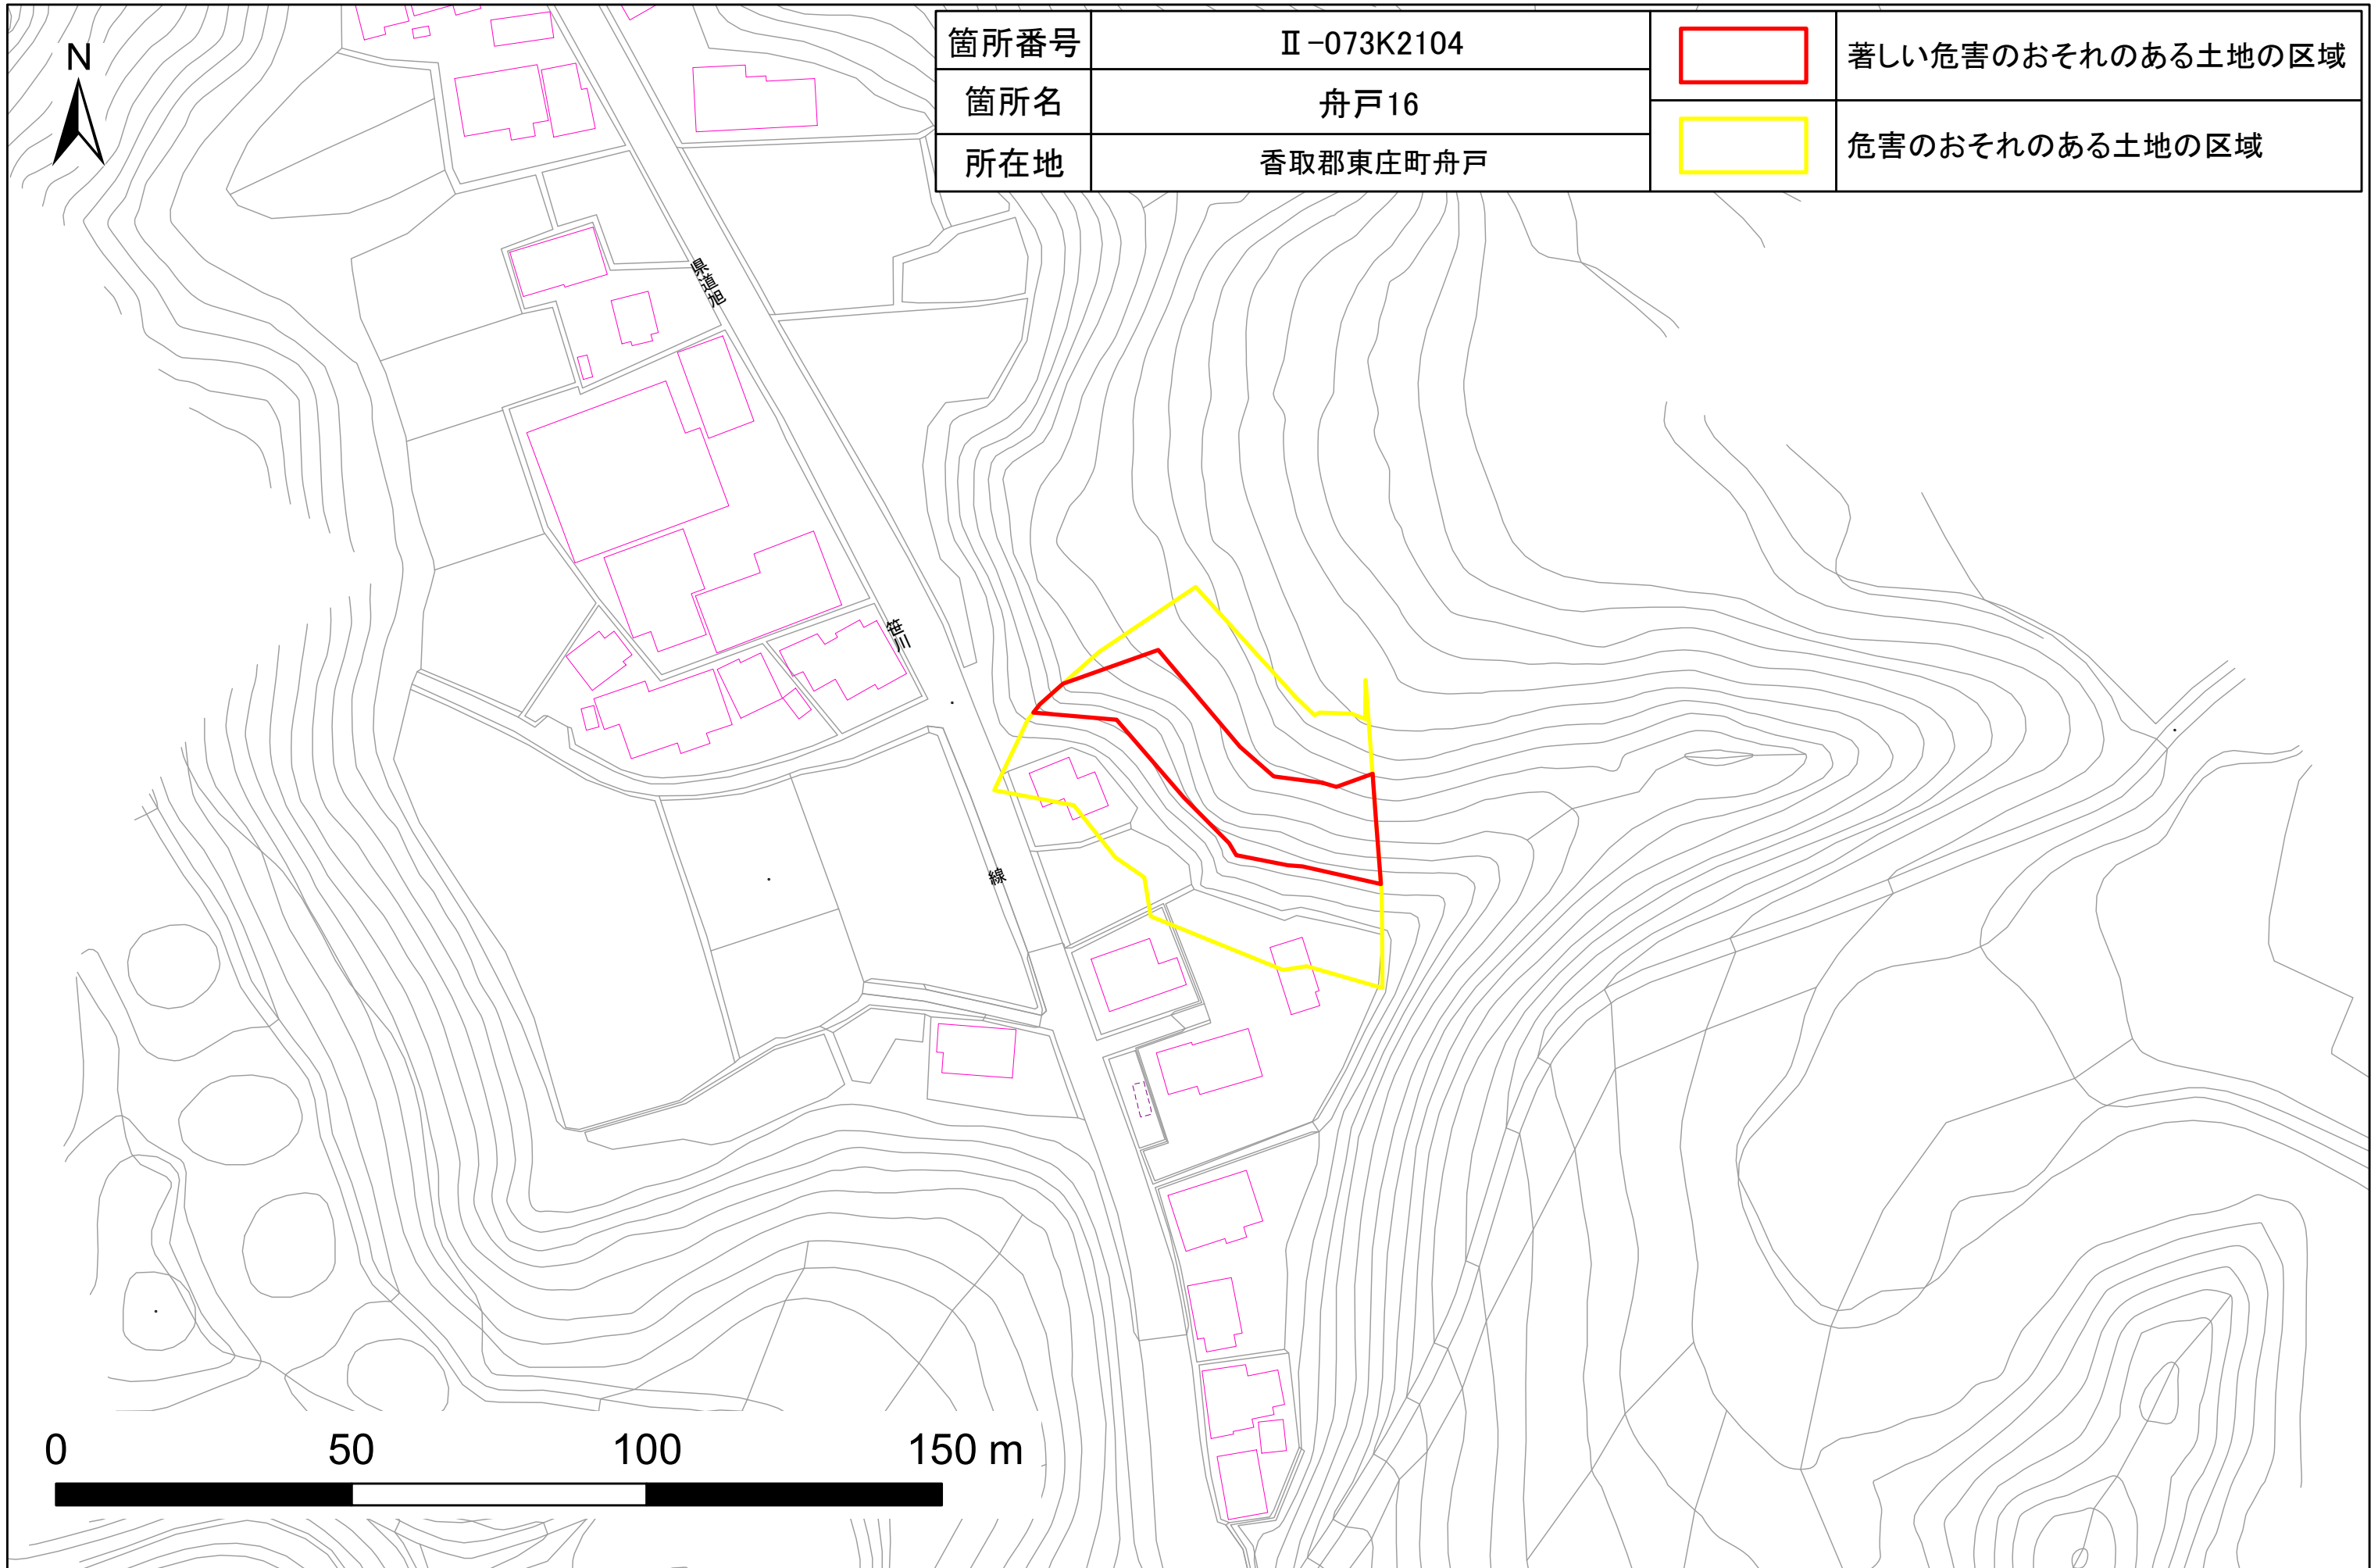 箇所番号 Ⅱ-073K2104
箇所名 舟戸16
所在地 香取郡東庄町舟戸
著しい危害のおそれのある土地の区域
危害のおそれのある土地の区域
N
県道旭
笹川
線
0 50 100 150 m